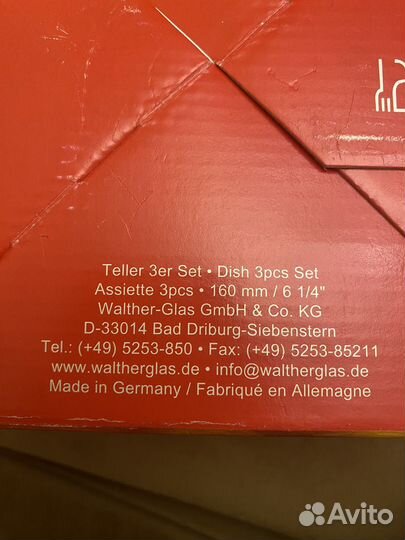 Teller 3er Set • Dish 3pcs Set
Assiette 3pcs • 160 mm / 6 1/4"
Walther-Glas GmbH & Co. KG
D-33014 Bad Driburg-Siebenstern
Tel.: (+49) 5253-850 • Fax: (+49) 5253-85211
www.waltherglas.de • info@waltherglas.de
Made in Germany / Fabriqué en Allemagne
Avito